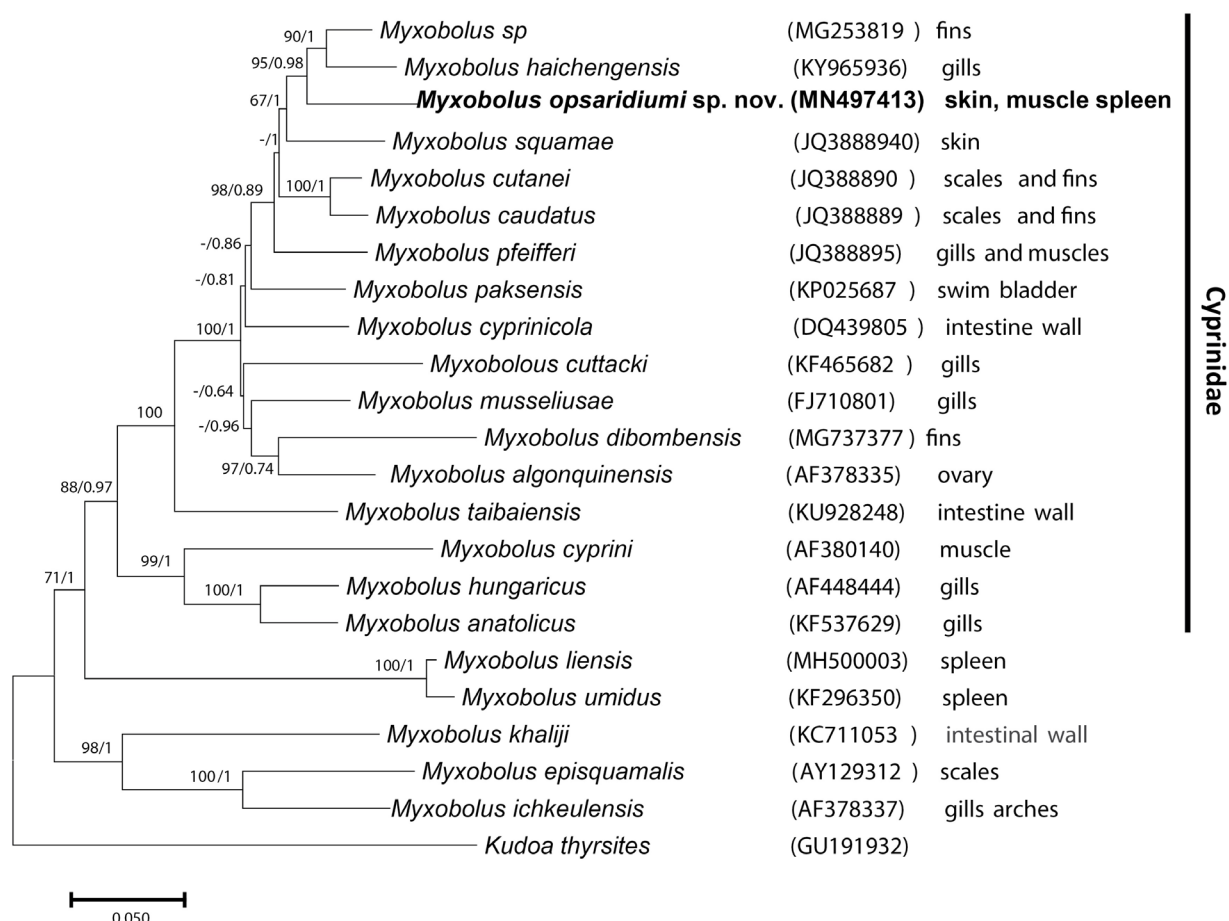 90/1
Myxobolus sp (MG253819 ) fins
95/0.98
Myxobolus haichengensis (KY965936) gills
67/1
Myxobolus opsaridiumi sp. nov. (MN497413) skin, muscle spleen
-/1
Myxobolus squamae (JQ3888940) skin
98/0.89
100/1
Myxobolus cutanei (JQ388890 ) scales and fins
Myxobolus caudatus (JQ388889 ) scales and fins
-/0.86
Myxobolus pfeifferi (JQ388895) gills and muscles
-/0.81
Myxobolus paksensis (KP025687 ) swim bladder
100/1
Myxobolus cyprinicola (DQ439805 ) intestine wall
Myxobolous cuttacki (KF465682 ) gills
-/0.64
Myxobolus musseliusae (FJ710801) gills
-/0.96
Myxobolus dibombensis (MG737377 ) fins
97/0.74
Myxobolus algonquinensis (AF378335) ovary
100
88/0.97
Myxobolus taibaiensis (KU928248) intestine wall
99/1
Myxobolus cyprini (AF380140) muscle
71/1
100/1
Myxobolus hungaricus (AF448444) gills
Myxobolus anatolicus (KF537629) gills
Cyprinidae
100/1
Myxobolus liensis (MH500003) spleen
Myxobolus umidus (KF296350) spleen
98/1
Myxobolus khaliji (KC711053 ) intestinal wall
100/1
Myxobolus episquamalis (AY129312 ) scales
Myxobolus ichkeulensis (AF378337) gills arches
Kudoa thyrsites (GU191932)
0.050